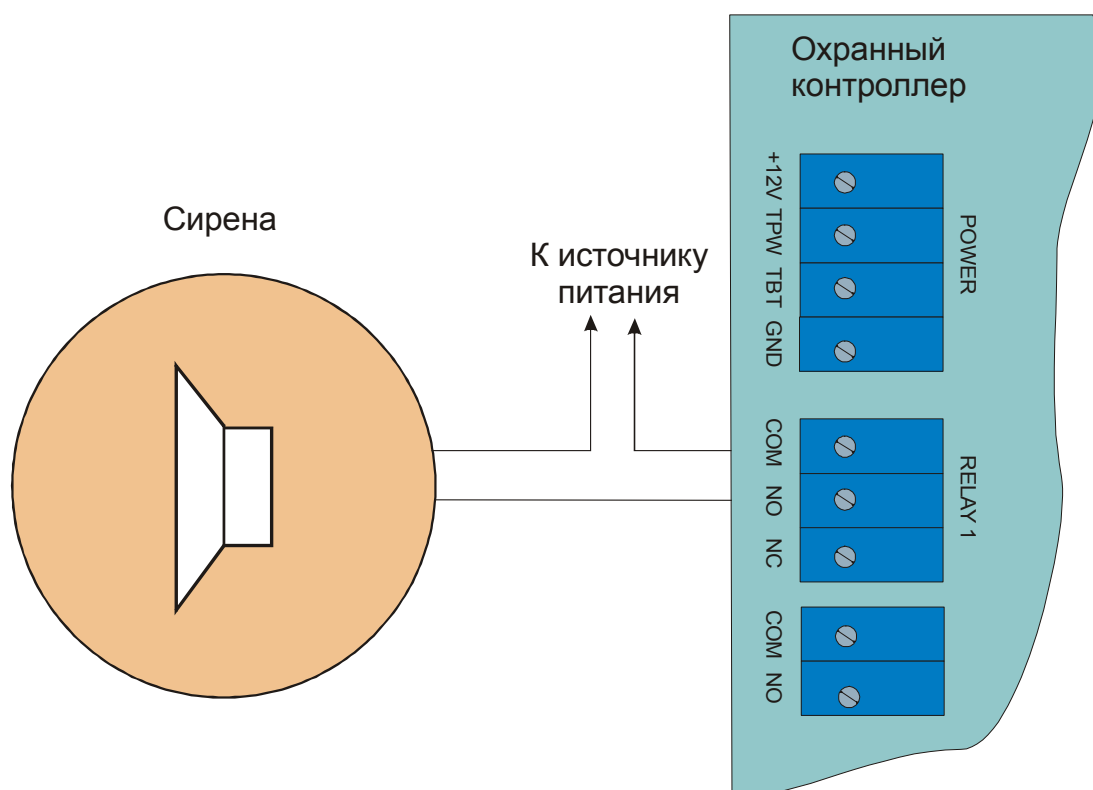 Охранный
контроллер
Сирена
К источнику
питания
+12V
TPW
TBT
GND
POWER
COM
NO
NC
RELAY 1
COM
NO